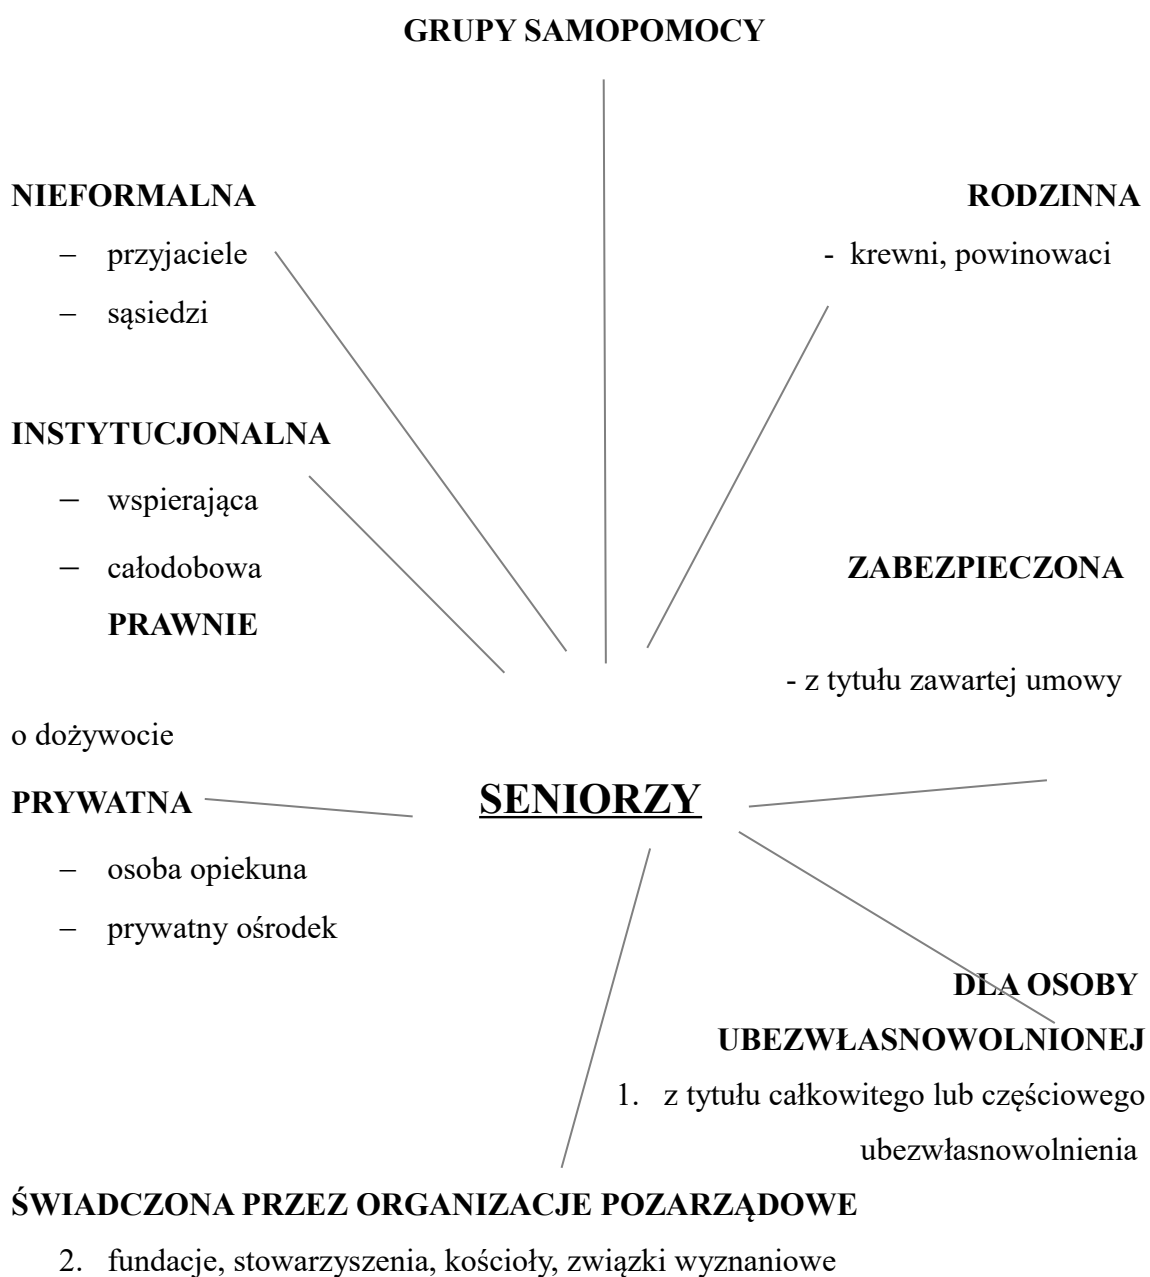 GRUPY SAMOPOMOCY
NIEFORMALNA RODZINNA
– przyjaciele - krewni, powinowaci
– sąsiedzi
INSTYTUCJONALNA
– wspierająca
– całodobowa ZABEZPIECZONA
PRAWNIE
- z tytułu zawartej umowy
o dożywocie
PRYWATNA SENIORZY
– osoba opiekuna
– prywatny ośrodek
DLA OSOBY
UBEZWŁASNOWOLNIONEJ
1. z tytułu całkowitego lub częściowego
ubezwłasnowolnienia
ŚWIADCZONA PRZEZ ORGANIZACJE POZARZĄDOWE
2. fundacje, stowarzyszenia, kościoły, związki wyznaniowe